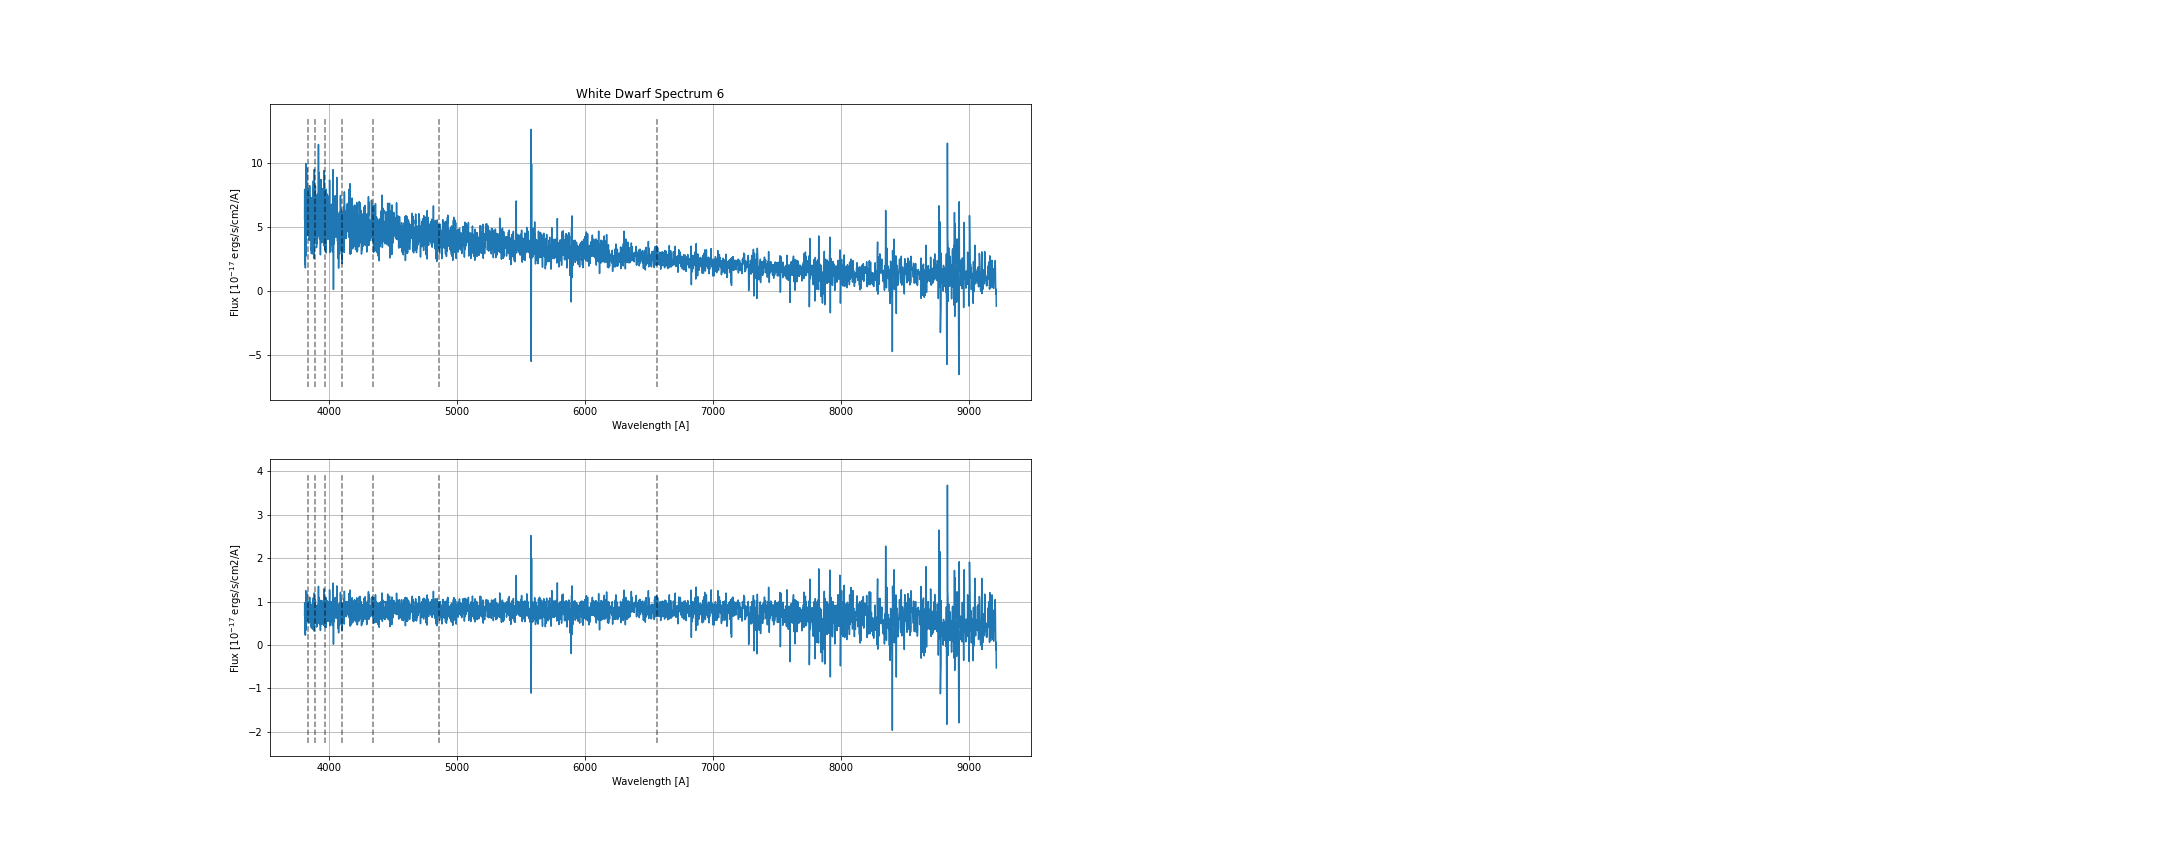 White Dwarf Spectrum 6
10
5
0
−5
Flux [10⁻¹⁷ ergs/s/cm2/A]
4000 5000 6000 7000 8000 9000
Wavelength [A]
4
3
2
1
0
−1
−2
Flux [10⁻¹⁷ ergs/s/cm2/A]
4000 5000 6000 7000 8000 9000
Wavelength [A]